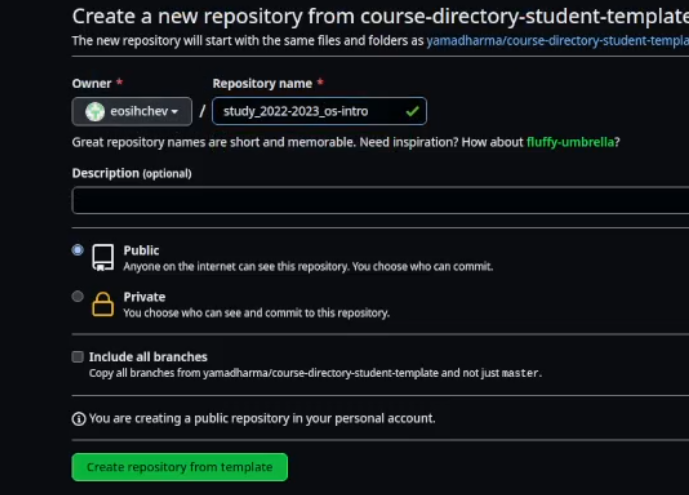 Create a new repository from course-directory-student-template
The new repository will start with the same files and folders as yamadharma/course-directory-student-templa
Owner * Repository name *
eosihchev / study_2022-2023_os-intro
Great repository names are short and memorable. Need inspiration? How about fluffy-umbrella?
Description (optional)
Public
Anyone on the internet can see this repository. You choose who can commit.
Private
You choose who can see and commit to this repository.
Include all branches
Copy all branches from yamadharma/course-directory-student-template and not just master.
You are creating a public repository in your personal account.
Create repository from template